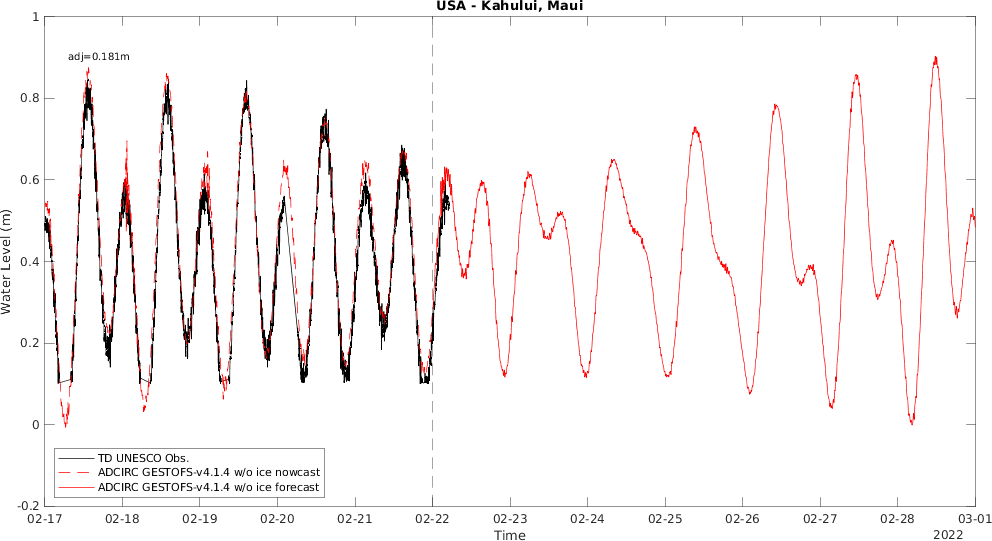 USA - Kahului, Maui
adj=0.181m
1
0.8
0.6
0.4
0.2
0
-0.2
Water Level (m)
TD UNESCO Obs.
ADCIRC GESTOFS-v4.1.4 w/o ice nowcast
ADCIRC GESTOFS-v4.1.4 w/o ice forecast
02-17 02-18 02-19 02-20 02-21 02-22 02-23 02-24 02-25 02-26 02-27 02-28 03-01
Time
2022